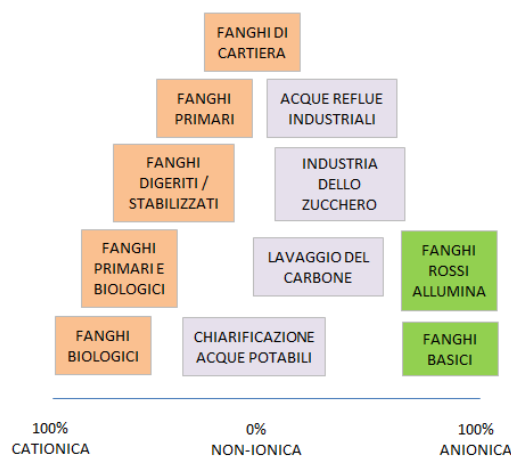 FANGHI DI
CARTIERA
FANGHI
PRIMARI
ACQUE REFLUE
INDUSTRIALI
FANGHI
DIGERITI /
STABILIZZATI
INDUSTRIA
DELLO
ZUCCHERO
FANGHI
PRIMARI E
BIOLOGICI
LAVAGGIO DEL
CARBONE
FANGHI
ROSSI
ALLUMINA
FANGHI
BIOLOGICI
CHIARIFICAZIONE
ACQUE POTABILI
FANGHI
BASICI
100%
CATIONICA
0%
NON-IONICA
100%
ANIONICA